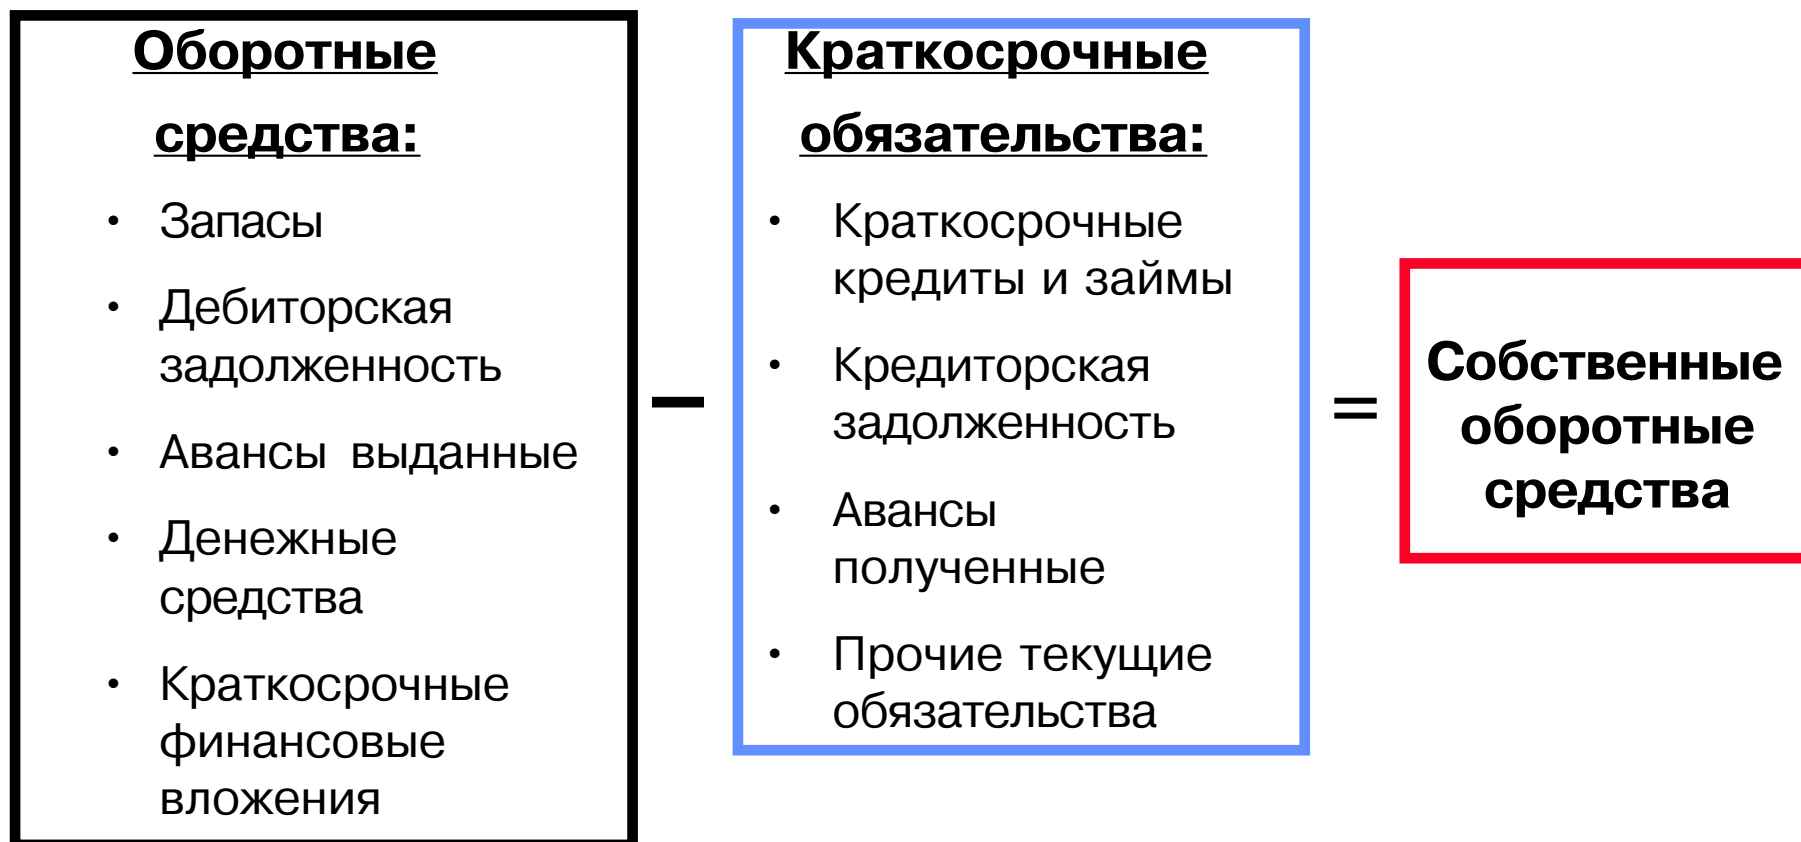 Оборотные
средства:
• Запасы
• Дебиторская
задолженность
• Авансы выданные
• Денежные
средства
• Краткосрочные
финансовые
вложения
–
Краткосрочные
обязательства:
• Краткосрочные
кредиты и займы
• Кредиторская
задолженность
• Авансы
полученные
• Прочие текущие
обязательства
=
Собственные
оборотные
средства